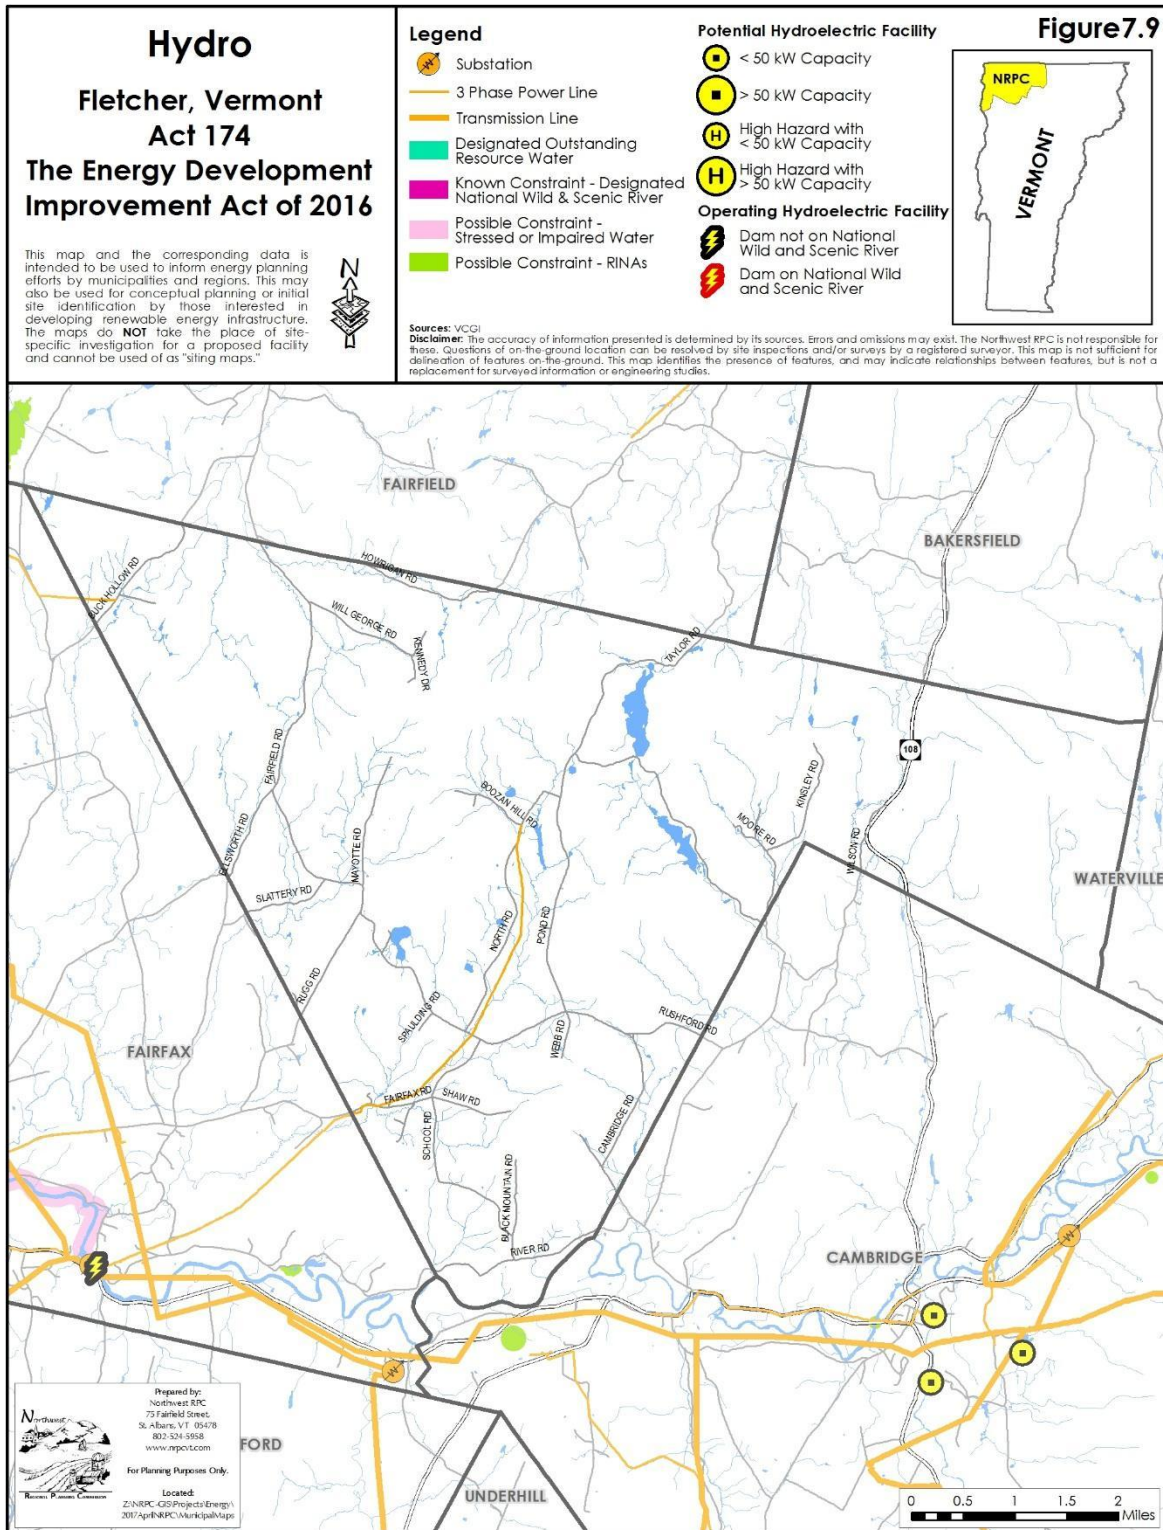 Hydro
Fletcher, Vermont
Act 174
The Energy Development
Improvement Act of 2016
This map and the corresponding data is
intended to be used to inform energy planning
efforts by municipalities and regions. This may
also be used for conceptual planning or initial
site identification by those interested in
developing renewable energy infrastructure.
The maps do NOT take the place of site-
specific investigation for a proposed facility
and cannot be used of as "siting maps."
N
Legend
Substation
3 Phase Power Line
Transmission Line
Designated Outstanding
Resource Water
Known Constraint - Designated
National Wild & Scenic River
Possible Constraint -
Stressed or Impaired Water
Possible Constraint - RINAs
Potential Hydroelectric Facility
< 50 kW Capacity
> 50 kW Capacity
H
High Hazard with
< 50 kW Capacity
H
High Hazard with
> 50 kW Capacity
Operating Hydroelectric Facility
Dam not on National
Wild and Scenic River
Dam on National Wild
and Scenic River
Figure7.9
NRPC
VERMONT
Sources: VCGI
Disclaimer: The accuracy of information presented is determined by its sources. Errors and omissions may exist. The Northwest RPC is not responsible for
these. Questions of on-the-ground location can be resolved by site inspections and/or surveys by a registered surveyor. This map is not sufficient for
delineation of features on-the-ground. This map identifies the presence of features, and may indicate relationships between features, but is not a
replacement for surveyed information or engineering studies.
FAIRFIELD
BAKERSFIELD
HOWRIGAN RD
BUCK HOLLOW RD
WILL GEORGE RD
KENNEDY DR
TAYLOR RD
FAIRFIELD RD
108
KINSLEY RD
BOOZAN HILL RD
MOORE RD
WILSON RD
ELLSWORTH RD
MAYOTTE RD
SLATTERY RD
WATERVILLE
NORTH RD
POND RD
RUGG RD
SPAULDING RD
RUSHFORD RD
WEBB RD
FAIRFAX
FAIRFAX RD
SHAW RD
SCHOOL RD
CAMBRIDGE RD
BLACK MOUNTAIN RD
RIVER RD
CAMBRIDGE
W
W
Northwest
REGIONAL PLANNING COMMISSION
Prepared by:
Northwest RPC
75 Fairfield Street,
St. Albans, VT 05478
802-524-5958
www.nrpcvt.com
For Planning Purposes Only.
Located:
Z:\NRPC-GIS\Projects\Energy\
2017AprilNRPC\MunicipalMaps
FORD
UNDERHILL
0 0.5 1 1.5 2
Miles